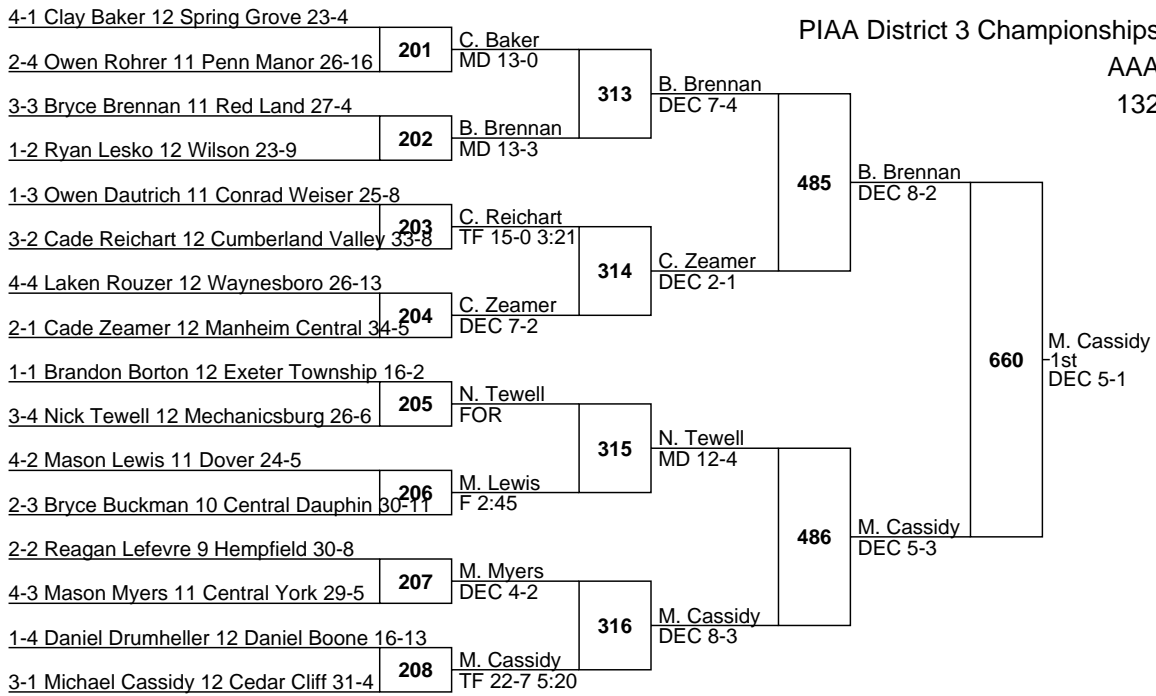 PIAA District 3 Championships
AAA
132
4-1 Clay Baker 12 Spring Grove 23-4
201
2-4 Owen Rohrer 11 Penn Manor 26-16
C. Baker
MD 13-0
313
3-3 Bryce Brennan 11 Red Land 27-4
202
1-2 Ryan Lesko 12 Wilson 23-9
B. Brennan
MD 13-3
B. Brennan
DEC 7-4
485
1-3 Owen Dautrich 11 Conrad Weiser 25-8
203
3-2 Cade Reichart 12 Cumberland Valley 33-8
C. Reichart
TF 15-0 3:21
314
4-4 Laken Rouzer 12 Waynesboro 26-13
204
2-1 Cade Zeamer 12 Manheim Central 34-5
C. Zeamer
DEC 7-2
C. Zeamer
DEC 2-1
B. Brennan
DEC 8-2
660
1-1 Brandon Borton 12 Exeter Township 16-2
205
3-4 Nick Tewell 12 Mechanicsburg 26-6
N. Tewell
FOR
315
4-2 Mason Lewis 11 Dover 24-5
206
2-3 Bryce Buckman 10 Central Dauphin 30-11
M. Lewis
F 2:45
N. Tewell
MD 12-4
486
2-2 Reagan Lefevre 9 Hempfield 30-8
207
4-3 Mason Myers 11 Central York 29-5
M. Myers
DEC 4-2
316
1-4 Daniel Drumheller 12 Daniel Boone 16-13
208
3-1 Michael Cassidy 12 Cedar Cliff 31-4
M. Cassidy
TF 22-7 5:20
M. Cassidy
DEC 8-3
M. Cassidy
DEC 5-3
M. Cassidy
1st
DEC 5-1